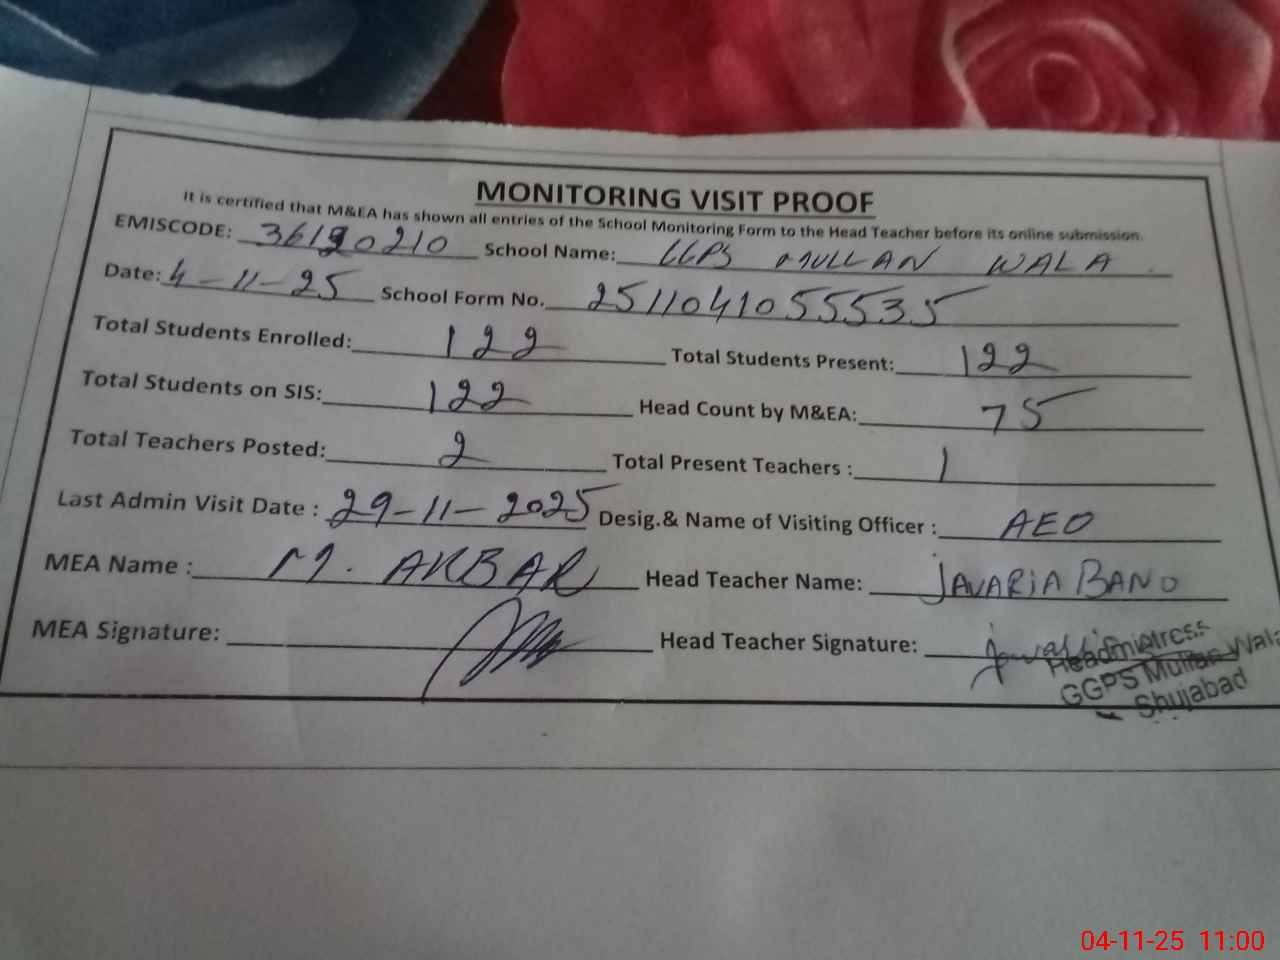 MONITORING VISIT PROOF
It is certified that M&EA has shown all entries of the School Monitoring Form to the Head Teacher before its online submission.
EMISCODE: 36120210 School Name: GGPS MULLAN WALA
Date: 4-11-25 School Form No. 2511041055535
Total Students Enrolled: 122 Total Students Present: 122
Total Students on SIS: 122 Head Count by M&EA: 75
Total Teachers Posted: 2 Total Present Teachers : 1
Last Admin Visit Date : 29-11-2025 Desig.& Name of Visiting Officer : AEO
MEA Name : M. AKBAR Head Teacher Name: JAVARIA BANO
MEA Signature: Head Teacher Signature:
Headmistress
GGPS Mullan Wala
Shujabad
04-11-25 11:00